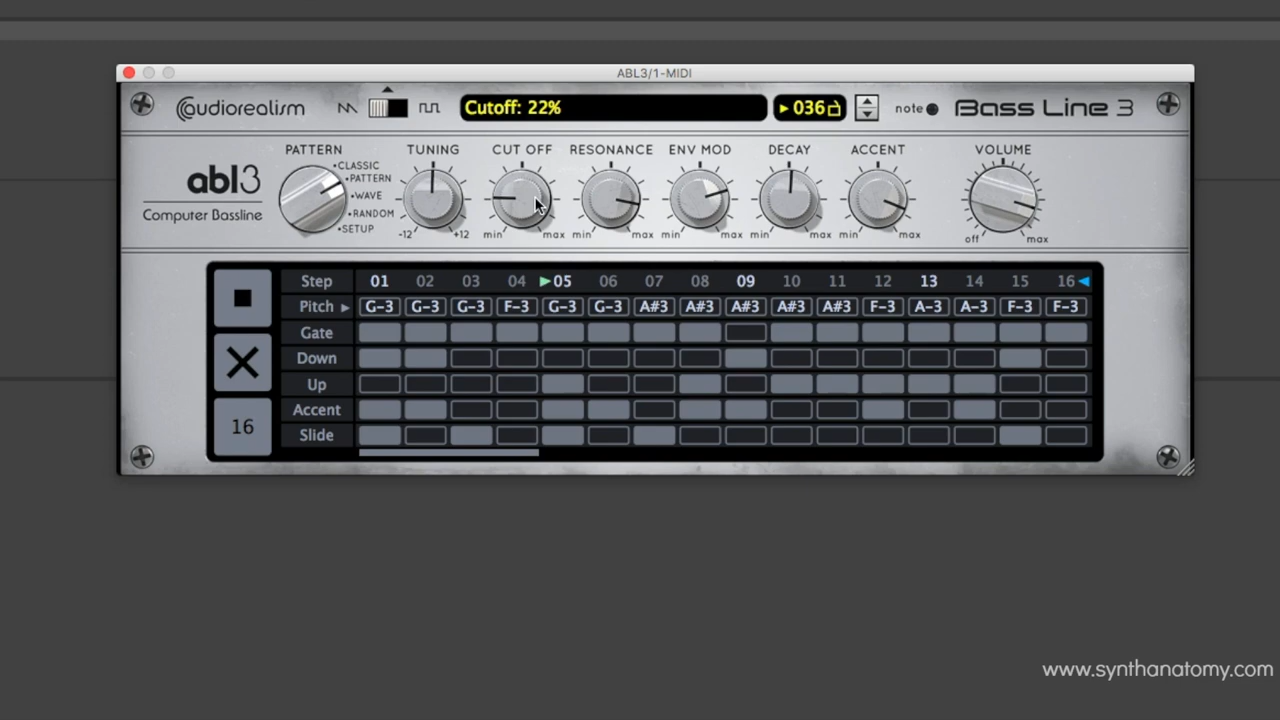 ABL3/1-MIDI
audiorealism Cutoff: 22% 036 note Bass Line 3
PATTERN TUNING CUT OFF RESONANCE ENV MOD DECAY ACCENT VOLUME
abl3
Computer Bassline
CLASSIC
PATTERN
WAVE
RANDOM
SETUP
-12 +12 min max min max min max min max min max off max
Step 01 02 03 04 05 06 07 08 09 10 11 12 13 14 15 16
Pitch G-3 G-3 G-3 F-3 G-3 G-3 A#3 A#3 A#3 A#3 A#3 F-3 A-3 A-3 F-3 F-3
Gate
Down
Up
Accent
Slide
16
www.synthanatomy.com